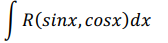 ∫ R(sinx, cosx)dx